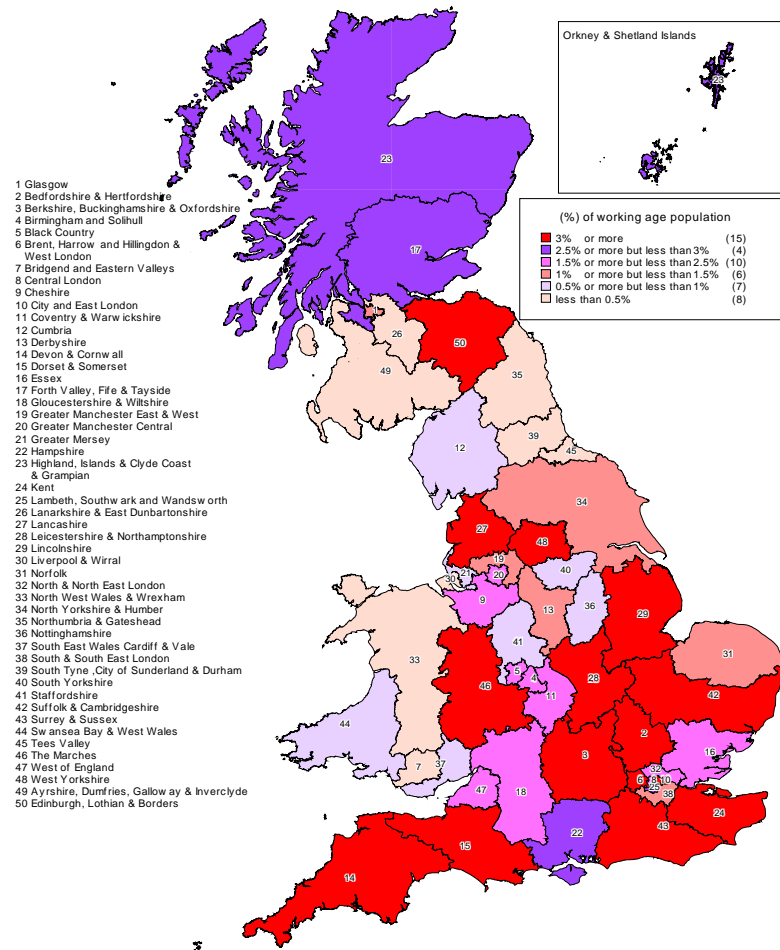 Orkney & Shetland Islands
23
23
1 Glasgow
2 Bedfordshire & Hertfordshire
3 Berkshire, Buckinghamshire & Oxfordshire
4 Birmingham and Solihull
5 Black Country
6 Brent, Harrow and Hillingdon &
West London
7 Bridgend and Eastern Valleys
8 Central London
9 Cheshire
10 City and East London
11 Coventry & Warwickshire
12 Cumbria
13 Derbyshire
14 Devon & Cornwall
15 Dorset & Somerset
16 Essex
17 Forth Valley, Fife & Tayside
18 Gloucestershire & Wiltshire
19 Greater Manchester East & West
20 Greater Manchester Central
21 Greater Mersey
22 Hampshire
23 Highland, Islands & Clyde Coast
& Grampian
24 Kent
25 Lambeth, Southwark and Wandsworth
26 Lanarkshire & East Dunbartonshire
27 Lancashire
28 Leicestershire & Northamptonshire
29 Lincolnshire
30 Liverpool & Wirral
31 Norfolk
32 North & North East London
33 North West Wales & Wrexham
34 North Yorkshire & Humber
35 Northumbria & Gateshead
36 Nottinghamshire
37 South East Wales Cardiff & Vale
38 South & South East London
39 South Tyne ,City of Sunderland & Durham
40 South Yorkshire
41 Staffordshire
42 Suffolk & Cambridgeshire
43 Surrey & Sussex
44 Swansea Bay & West Wales
45 Tees Valley
46 The Marches
47 West of England
48 West Yorkshire
49 Ayrshire, Dumfries, Galloway & Inverclyde
50 Edinburgh, Lothian & Borders
(%) of working age population
3% or more (15)
2.5% or more but less than 3% (4)
1.5% or more but less than 2.5% (10)
1% or more but less than 1.5% (6)
0.5% or more but less than 1% (7)
less than 0.5% (8)
17
1
26
50
49
35
39
45
12
34
27
48
19
20
21
30
40
9
13
36
29
41
31
33
5
4
46
11
28
42
44
2
3
16
7
37
32
6
8
10
25
38
47
18
24
43
22
15
14